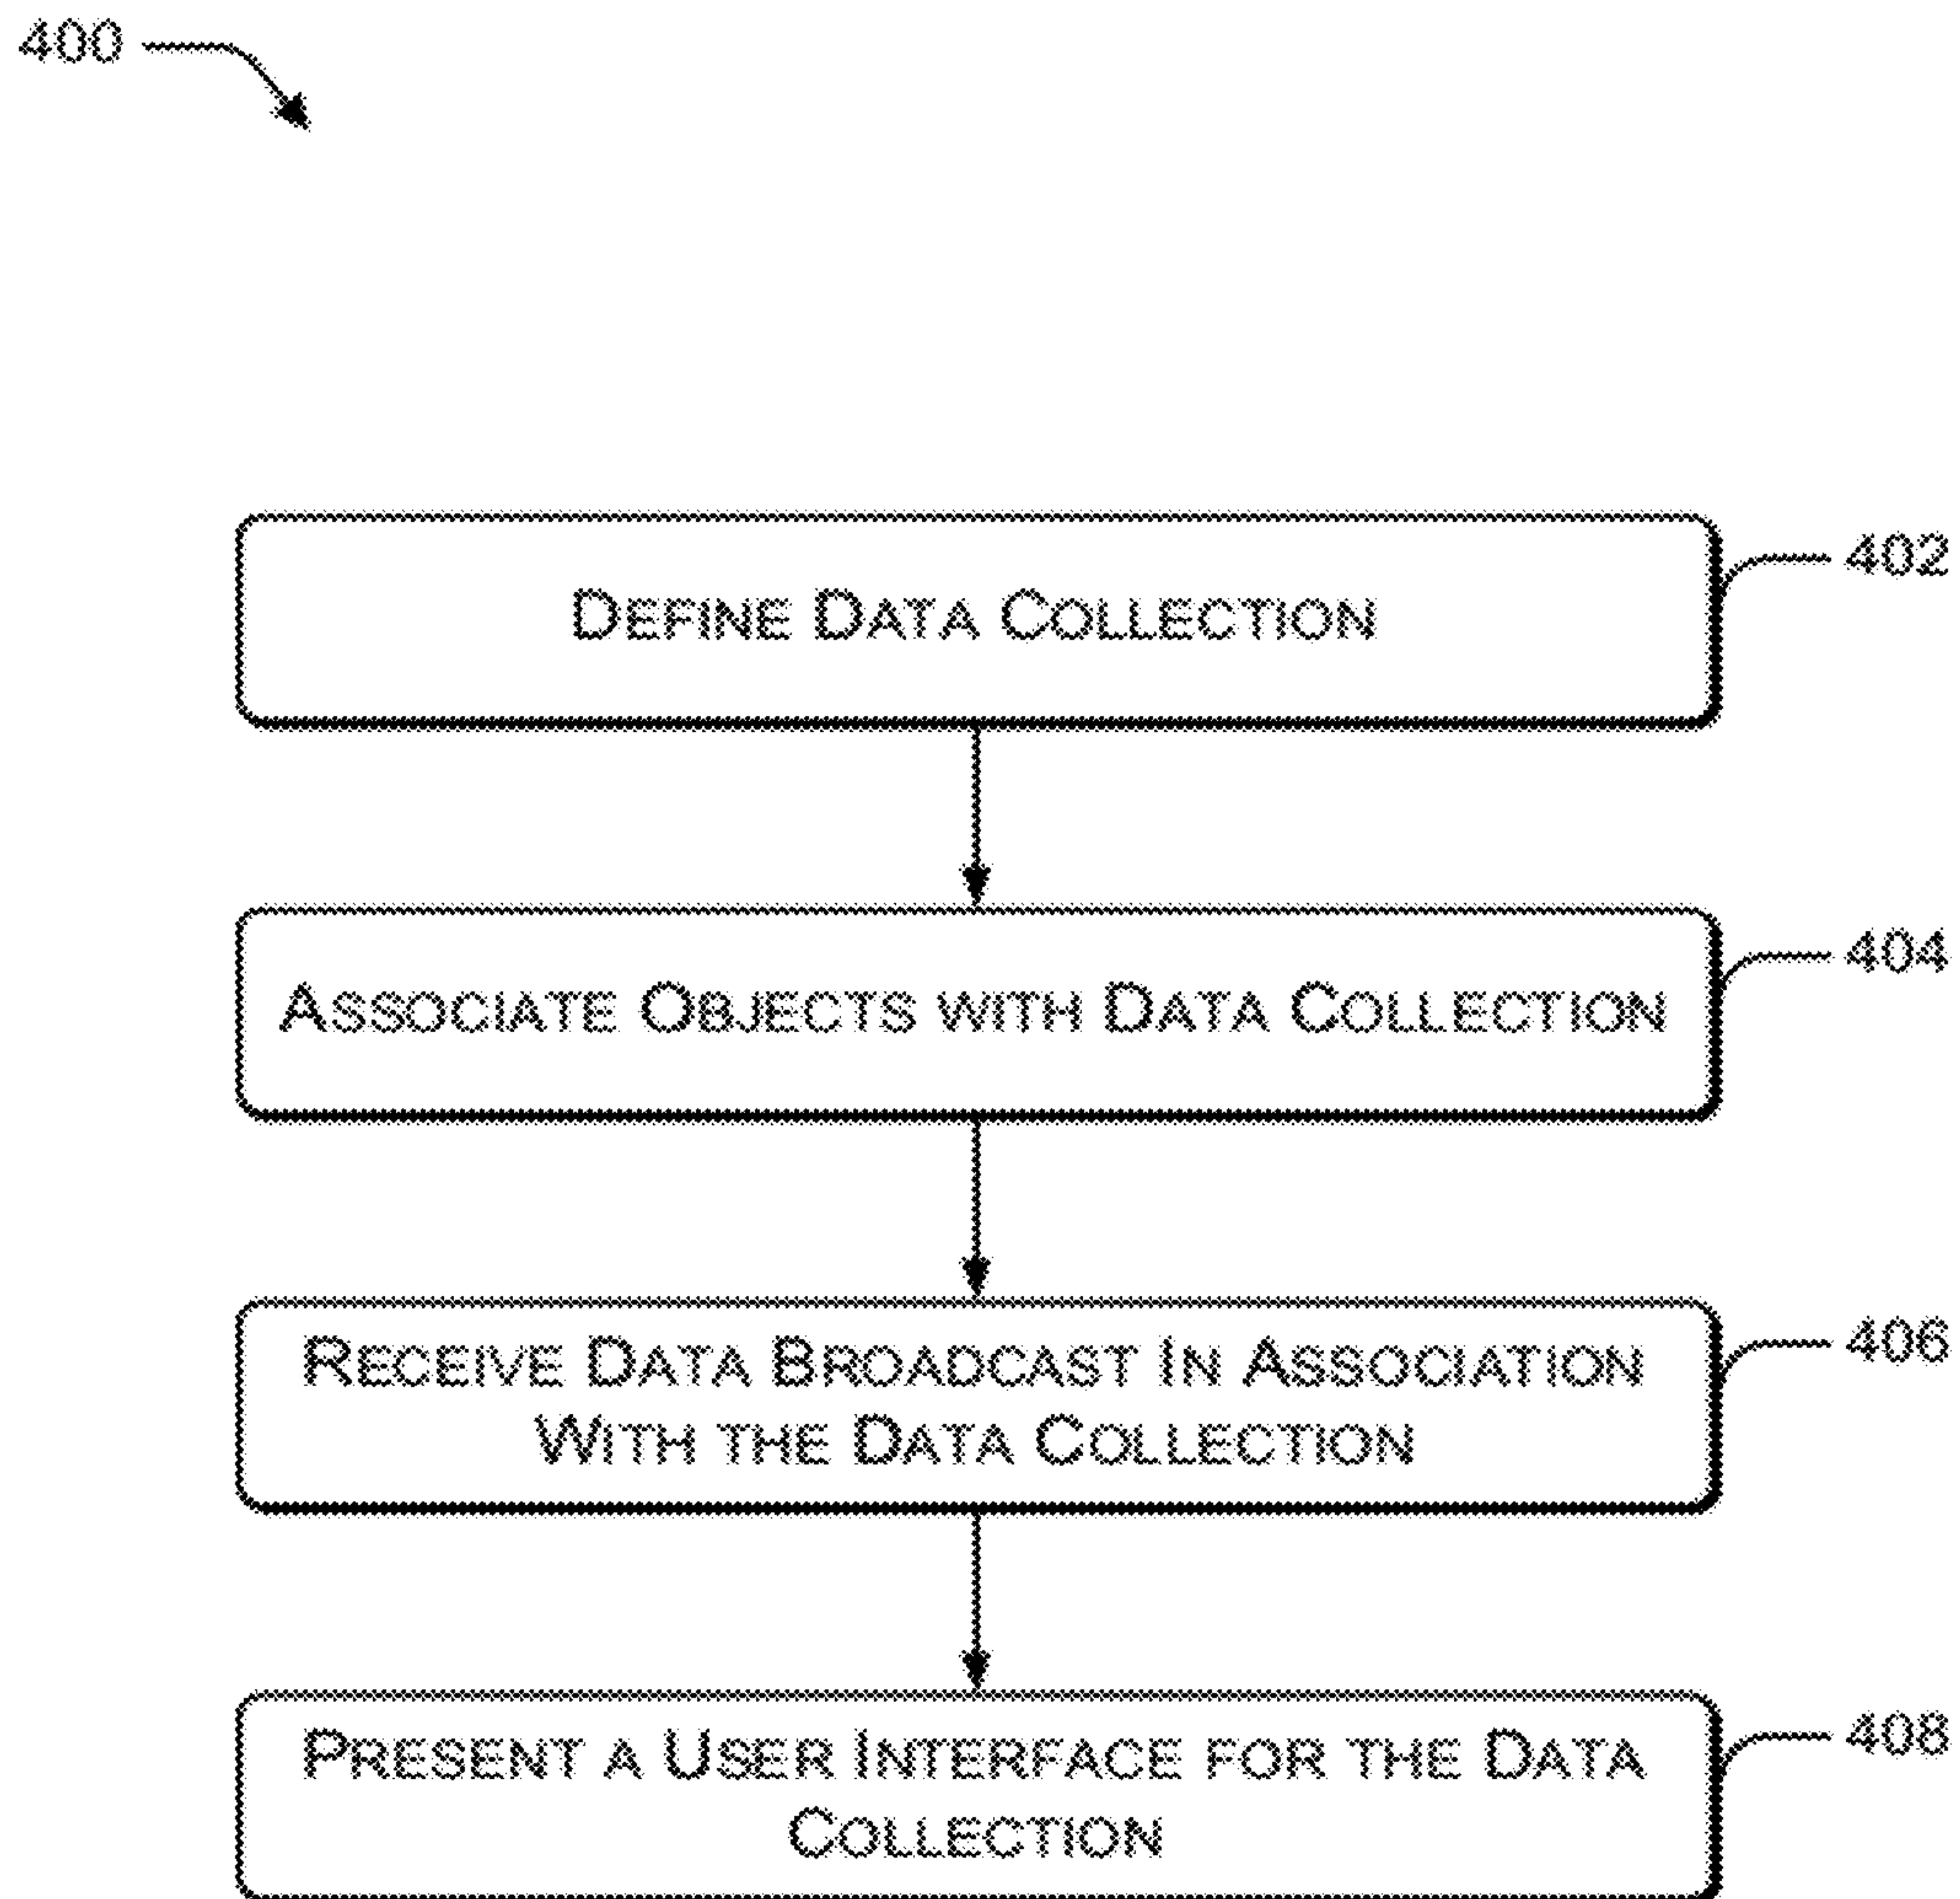 400
DEFINE DATA COLLECTION
402
ASSOCIATE OBJECTS WITH DATA COLLECTION
404
RECEIVE DATA BROADCAST IN ASSOCIATION
WITH THE DATA COLLECTION
406
PRESENT A USER INTERFACE FOR THE DATA
COLLECTION
408